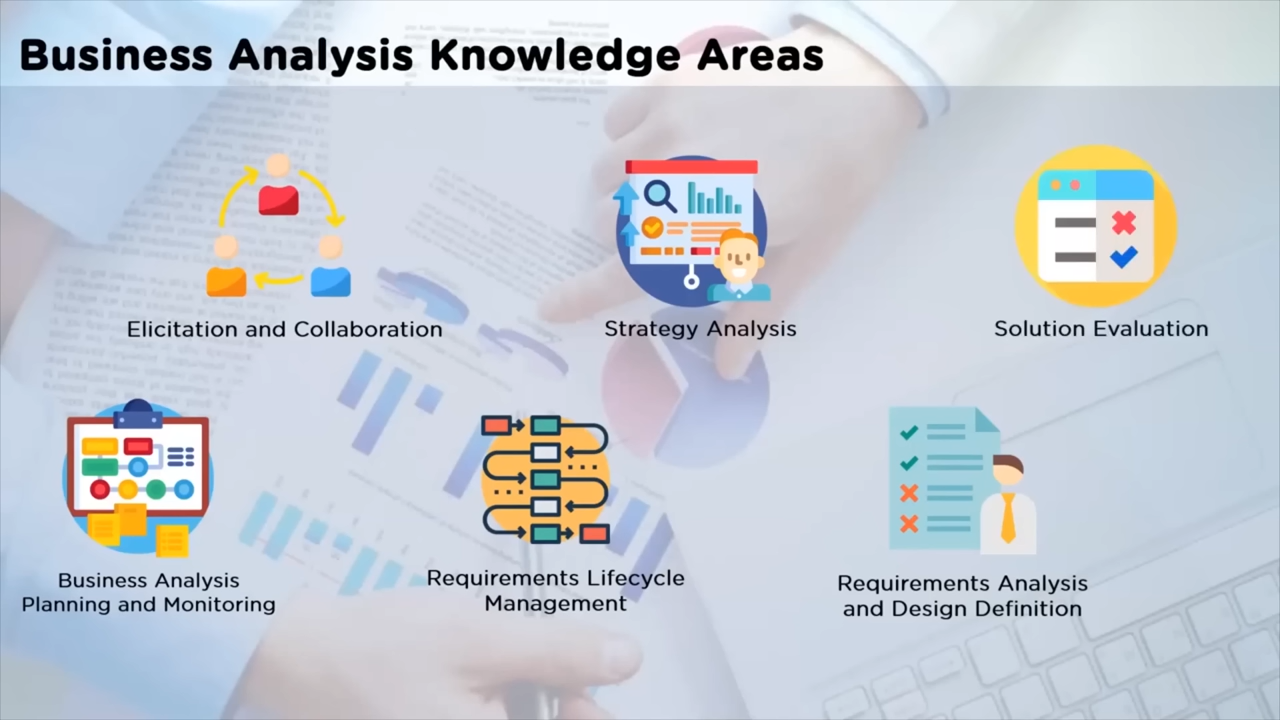 Business Analysis Knowledge Areas
Elicitation and Collaboration
Strategy Analysis
Solution Evaluation
Business Analysis
Planning and Monitoring
Requirements Lifecycle
Management
Requirements Analysis
and Design Definition